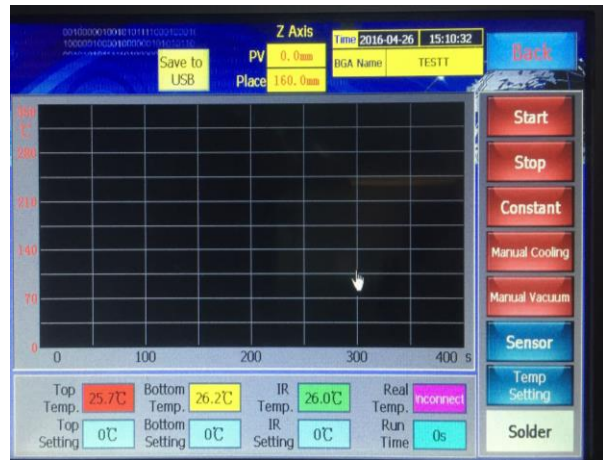 Z Axis
Save to
USB
PV 0.0mm
Place 160.0mm
Time 2016-04-26 15:10:32
BGA Name TESTT
Back
350
℃
280
210
140
70
0
0 100 200 300 400 s
Start
Stop
Constant
Manual Cooling
Manual Vacuum
Sensor
Temp
Setting
Solder
Top
Temp. 25.7℃
Bottom
Temp. 26.2℃
IR
Temp. 26.0℃
Real
Temp. nconnect
Top
Setting 0℃
Bottom
Setting 0℃
IR
Setting 0℃
Run
Time 0s